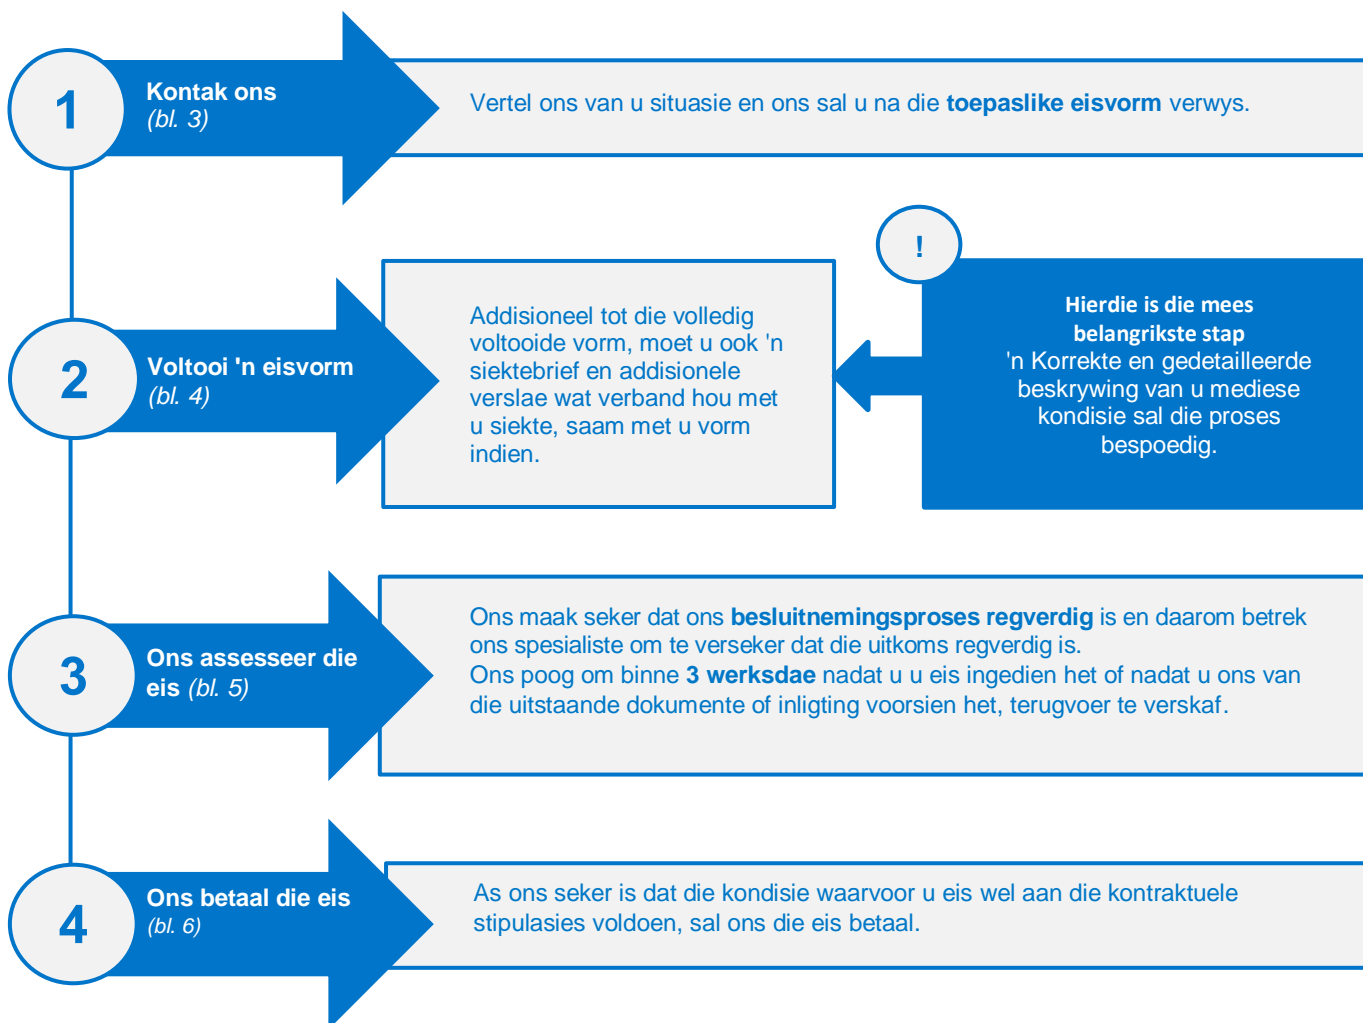 1
Kontak ons
(bl. 3)
Vertel ons van u situasie en ons sal u na die toepaslike eisvorm verwys.
2
Voltooi 'n eisvorm
(bl. 4)
Addisioneel tot die volledig
voltooide vorm, moet u ook 'n
siektebrief en addisionele
verslae wat verband hou met
u siekte, saam met u vorm
indien.
!
Hierdie is die mees
belangrikste stap
'n Korrekte en gedetailleerde
beskrywing van u mediese
kondisie sal die proses
bespoedig.
3
Ons assesseer die
eis (bl. 5)
Ons maak seker dat ons besluitnemingsproses regverdig is en daarom betrek
ons spesialiste om te verseker dat die uitkoms regverdig is.
Ons poog om binne 3 werksdae nadat u u eis ingedien het of nadat u ons van
die uitstaande dokumente of inligting voorsien het, terugvoer te verskaf.
4
Ons betaal die eis
(bl. 6)
As ons seker is dat die kondisie waarvoor u eis wel aan die kontraktuele
stipulasies voldoen, sal ons die eis betaal.